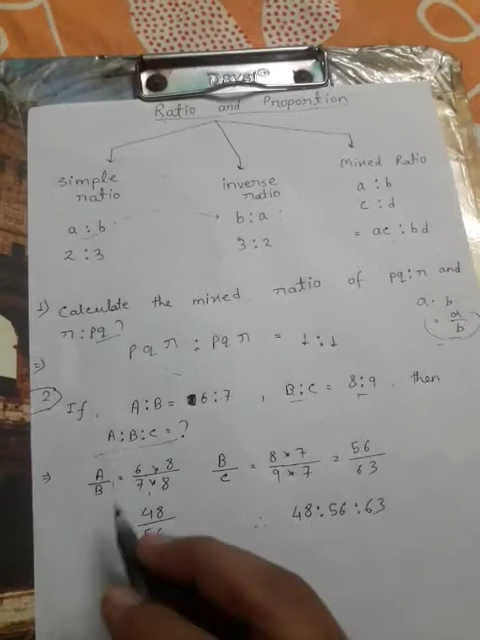 Ratio and Proportion
simple ratio
a : b
2 : 3
inverse ratio
b : a
3 : 2
Mixed Ratio
a : b
c : d
= ac : bd
1) Calculate the mixed ratio of pq:r and
r:pq?
a : b
= a/b
=> pqr : pqr = 1:1
2) If, A:B = 6:7 , B:C = 8:9 , then
A:B:C = ?
=> A/B = 6 × 8 / 7 × 8
48
B/C = 8 × 7 / 9 × 7 = 56/63
∴ 48:56:63